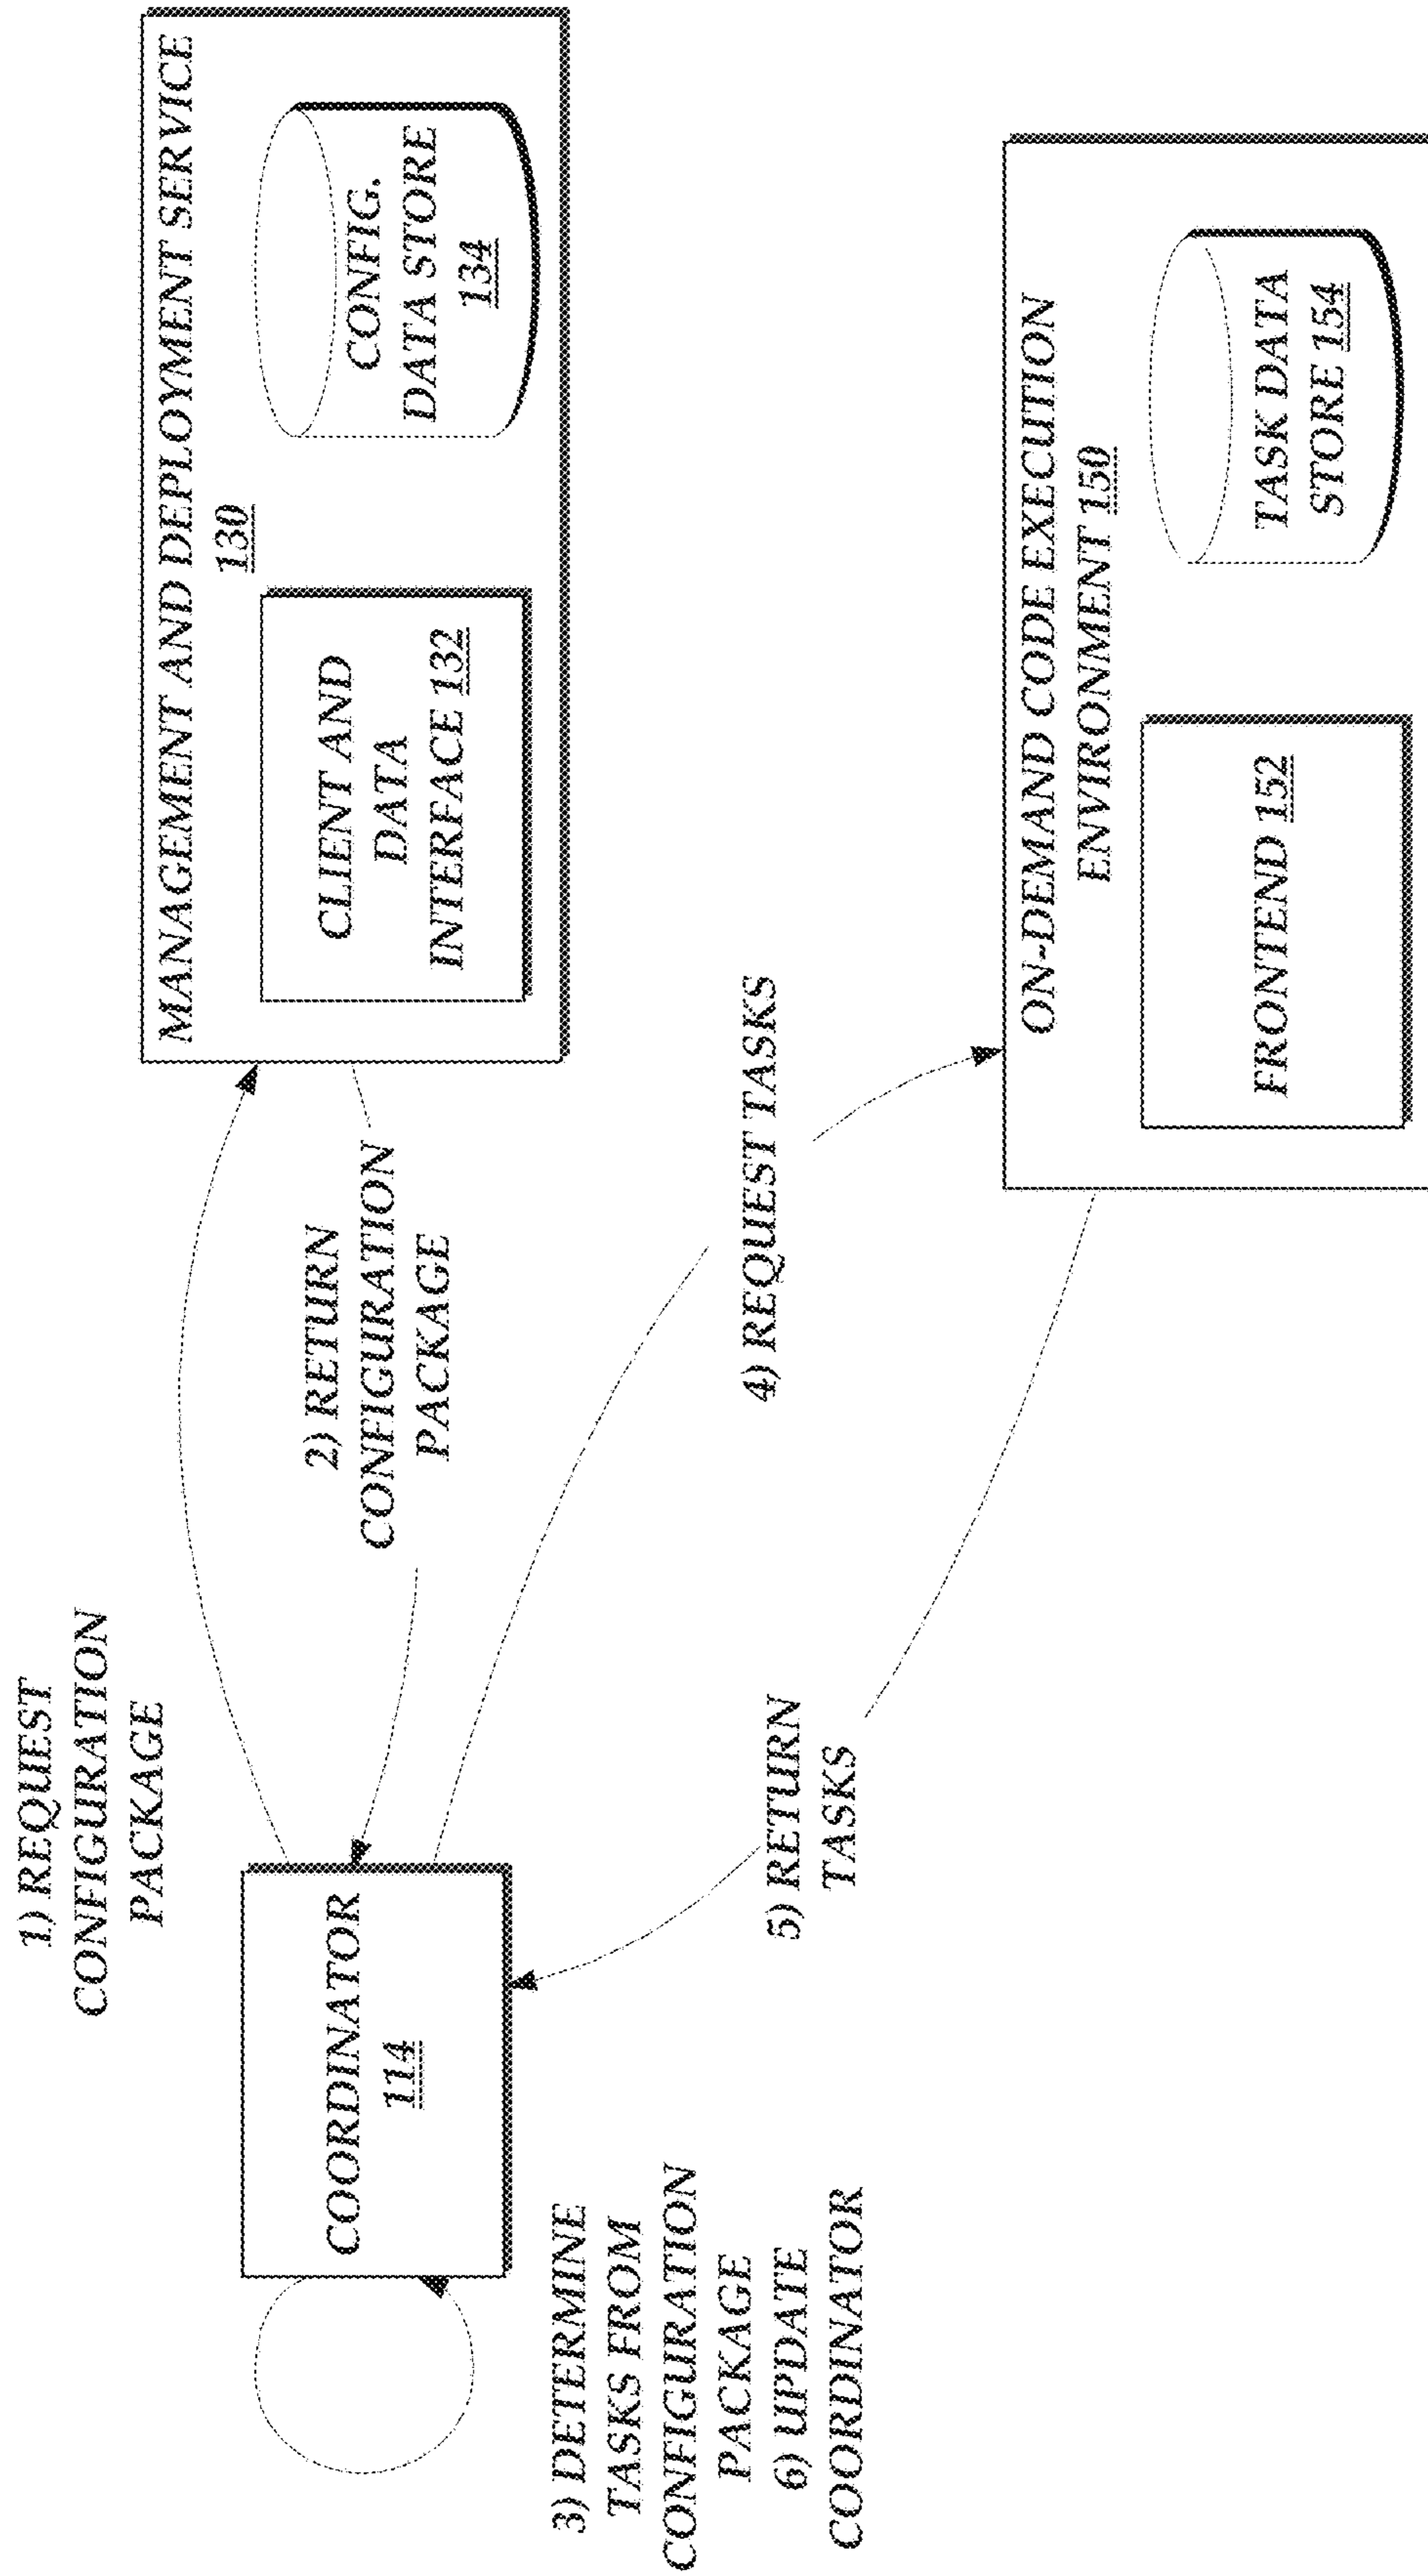 1) REQUEST
CONFIGURATION
PACKAGE
MANAGEMENT AND DEPLOYMENT SERVICE
130
CLIENT AND
DATA
INTERFACE 132
CONFIG.
DATA STORE
134
2) RETURN
CONFIGURATION
PACKAGE
COORDINATOR
114
3) DETERMINE
TASKS FROM
CONFIGURATION
PACKAGE
6) UPDATE
COORDINATOR
4) REQUEST TASKS
5) RETURN
TASKS
ON-DEMAND CODE EXECUTION
ENVIRONMENT 150
FRONTEND 152
TASK DATA
STORE 154